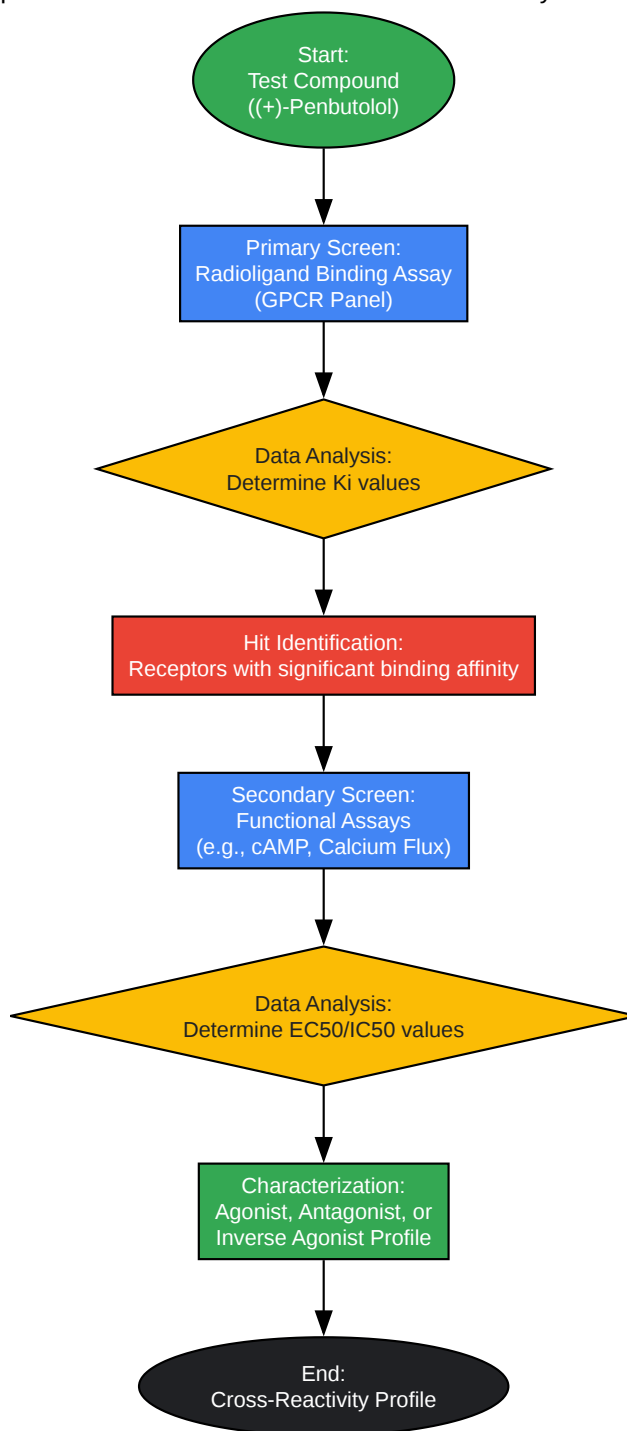 Start:
Test Compound
((+)-Penbutolol)
Primary Screen:
Radioligand Binding Assay
(GPCR Panel)
Data Analysis:
Determine Ki values
Hit Identification:
Receptors with significant binding affinity
Secondary Screen:
Functional Assays
(e.g., cAMP, Calcium Flux)
Data Analysis:
Determine EC50/IC50 values
Characterization:
Agonist, Antagonist, or
Inverse Agonist Profile
End:
Cross-Reactivity Profile